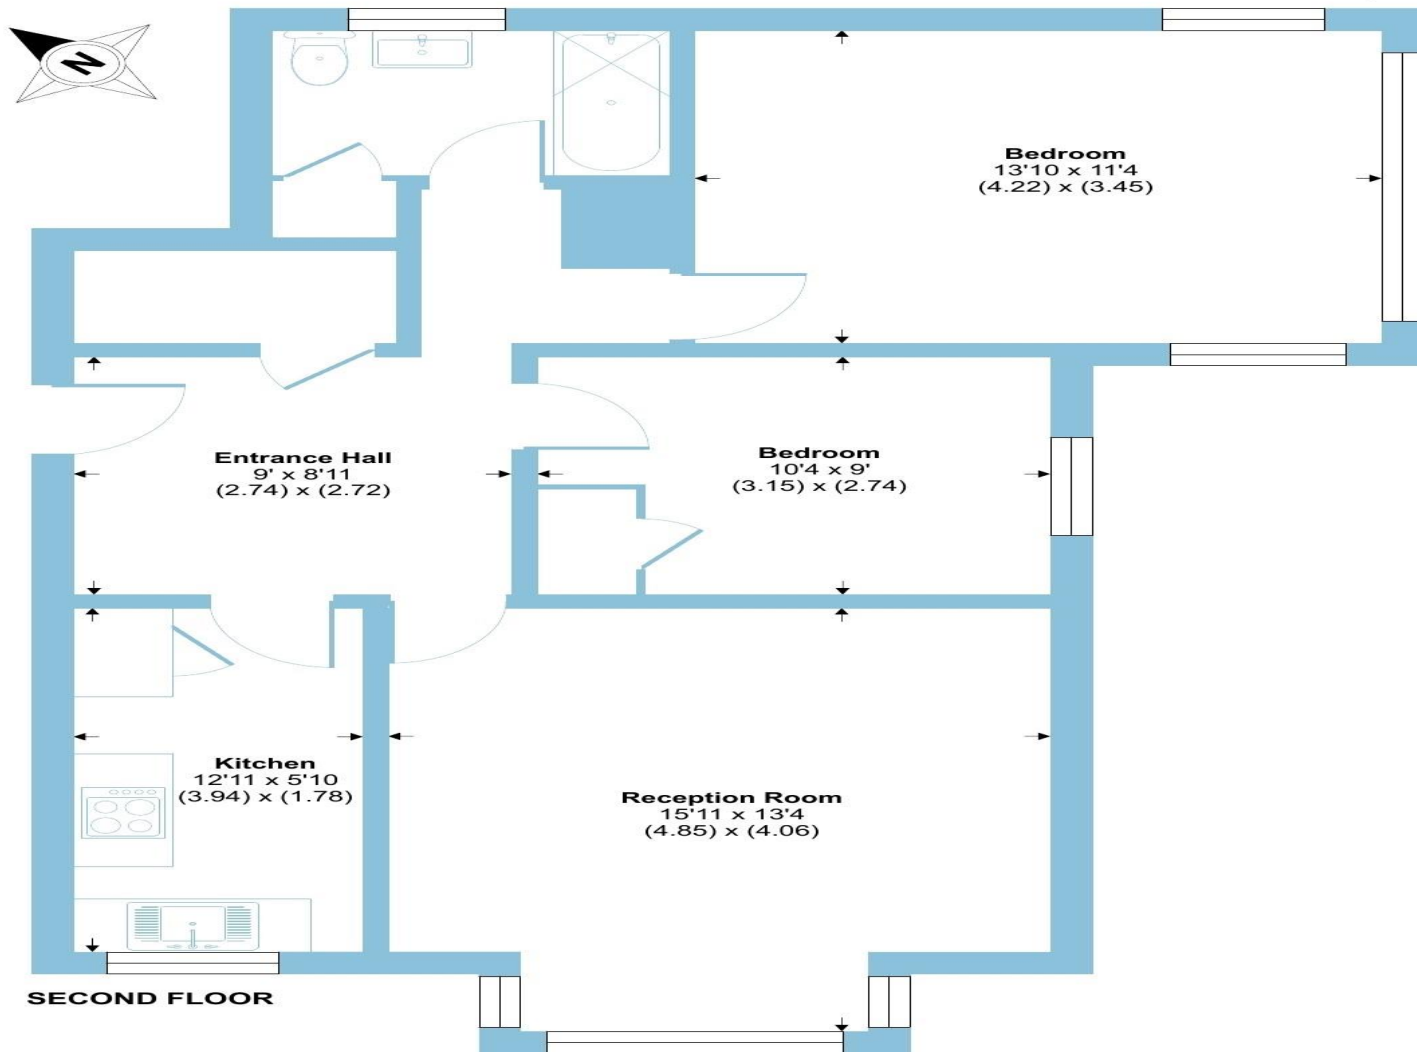 N
Bedroom
13'10 x 11'4
(4.22) x (3.45)
Entrance Hall
9' x 8'11
(2.74) x (2.72)
Bedroom
10'4 x 9'
(3.15) x (2.74)
Kitchen
12'11 x 5'10
(3.94) x (1.78)
Reception Room
15'11 x 13'4
(4.85) x (4.06)
SECOND FLOOR